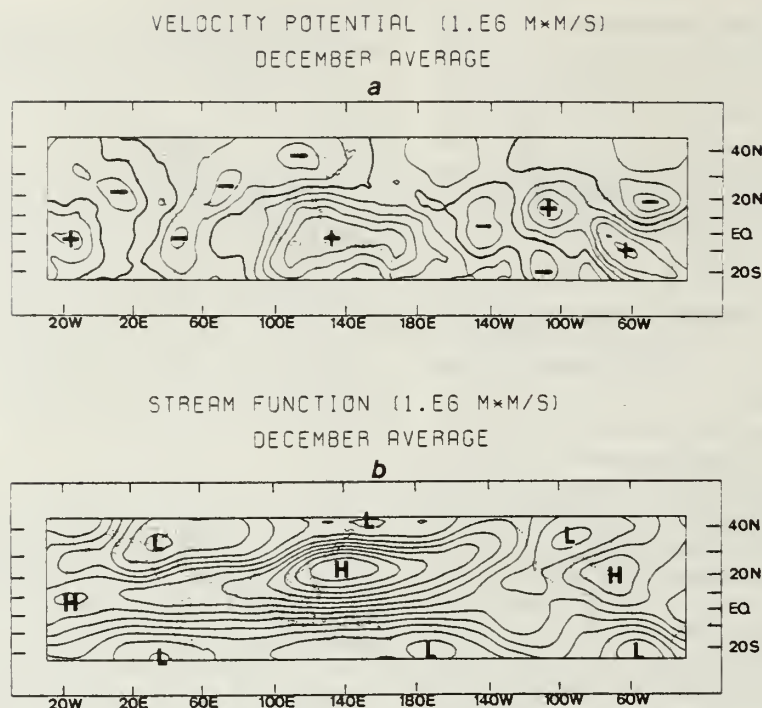 VELOCITY POTENTIAL (1.E6 M*M/S)
DECEMBER AVERAGE
a
40N
20N
EQ
20S
20W 20E 60E 100E 140E 180E 140W 100W 60W
STREAM FUNCTION (1.E6 M*M/S)
DECEMBER AVERAGE
b
L L L
40N
H H
20N
H
EQ
L L L
20S
20W 20E 60E 100E 140E 180E 140W 100W 60W